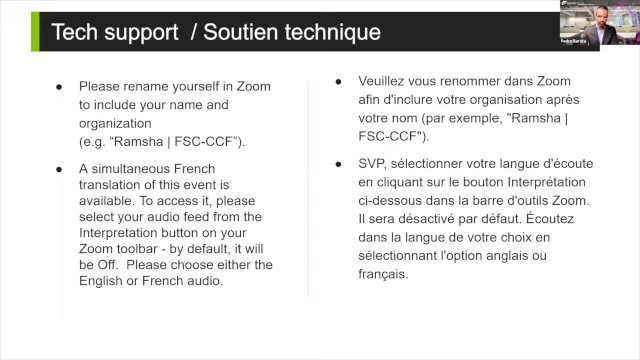 Tech support / Soutien technique
● Please rename yourself in Zoom
to include your name and
organization
(e.g. “Ramsha | FSC-CCF”).
● A simultaneous French
translation of this event is
available. To access it, please
select your audio feed from the
Interpretation button on your
Zoom toolbar - by default, it will
be Off. Please choose either the
English or French audio.
● Veuillez vous renommer dans Zoom
afin d'inclure votre organisation après
votre nom (par exemple, "Ramsha |
FSC-CCF").
● SVP, sélectionner votre langue d'écoute
en cliquant sur le bouton Interprétation
ci-dessous dans la barre d'outils Zoom.
Il sera désactivé par défaut. Écoutez
dans la langue de votre choix en
sélectionnant l'option anglais ou
français.
Pedro Barata